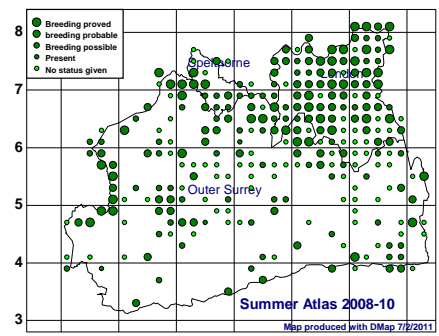 Breeding proved
breeding probable
Breeding possible
Present
No status given
8
7
6
5
4
3
Spelthorne
London
Outer Surrey
Summer Atlas 2008-10
Map produced with DMap 7/2/2011